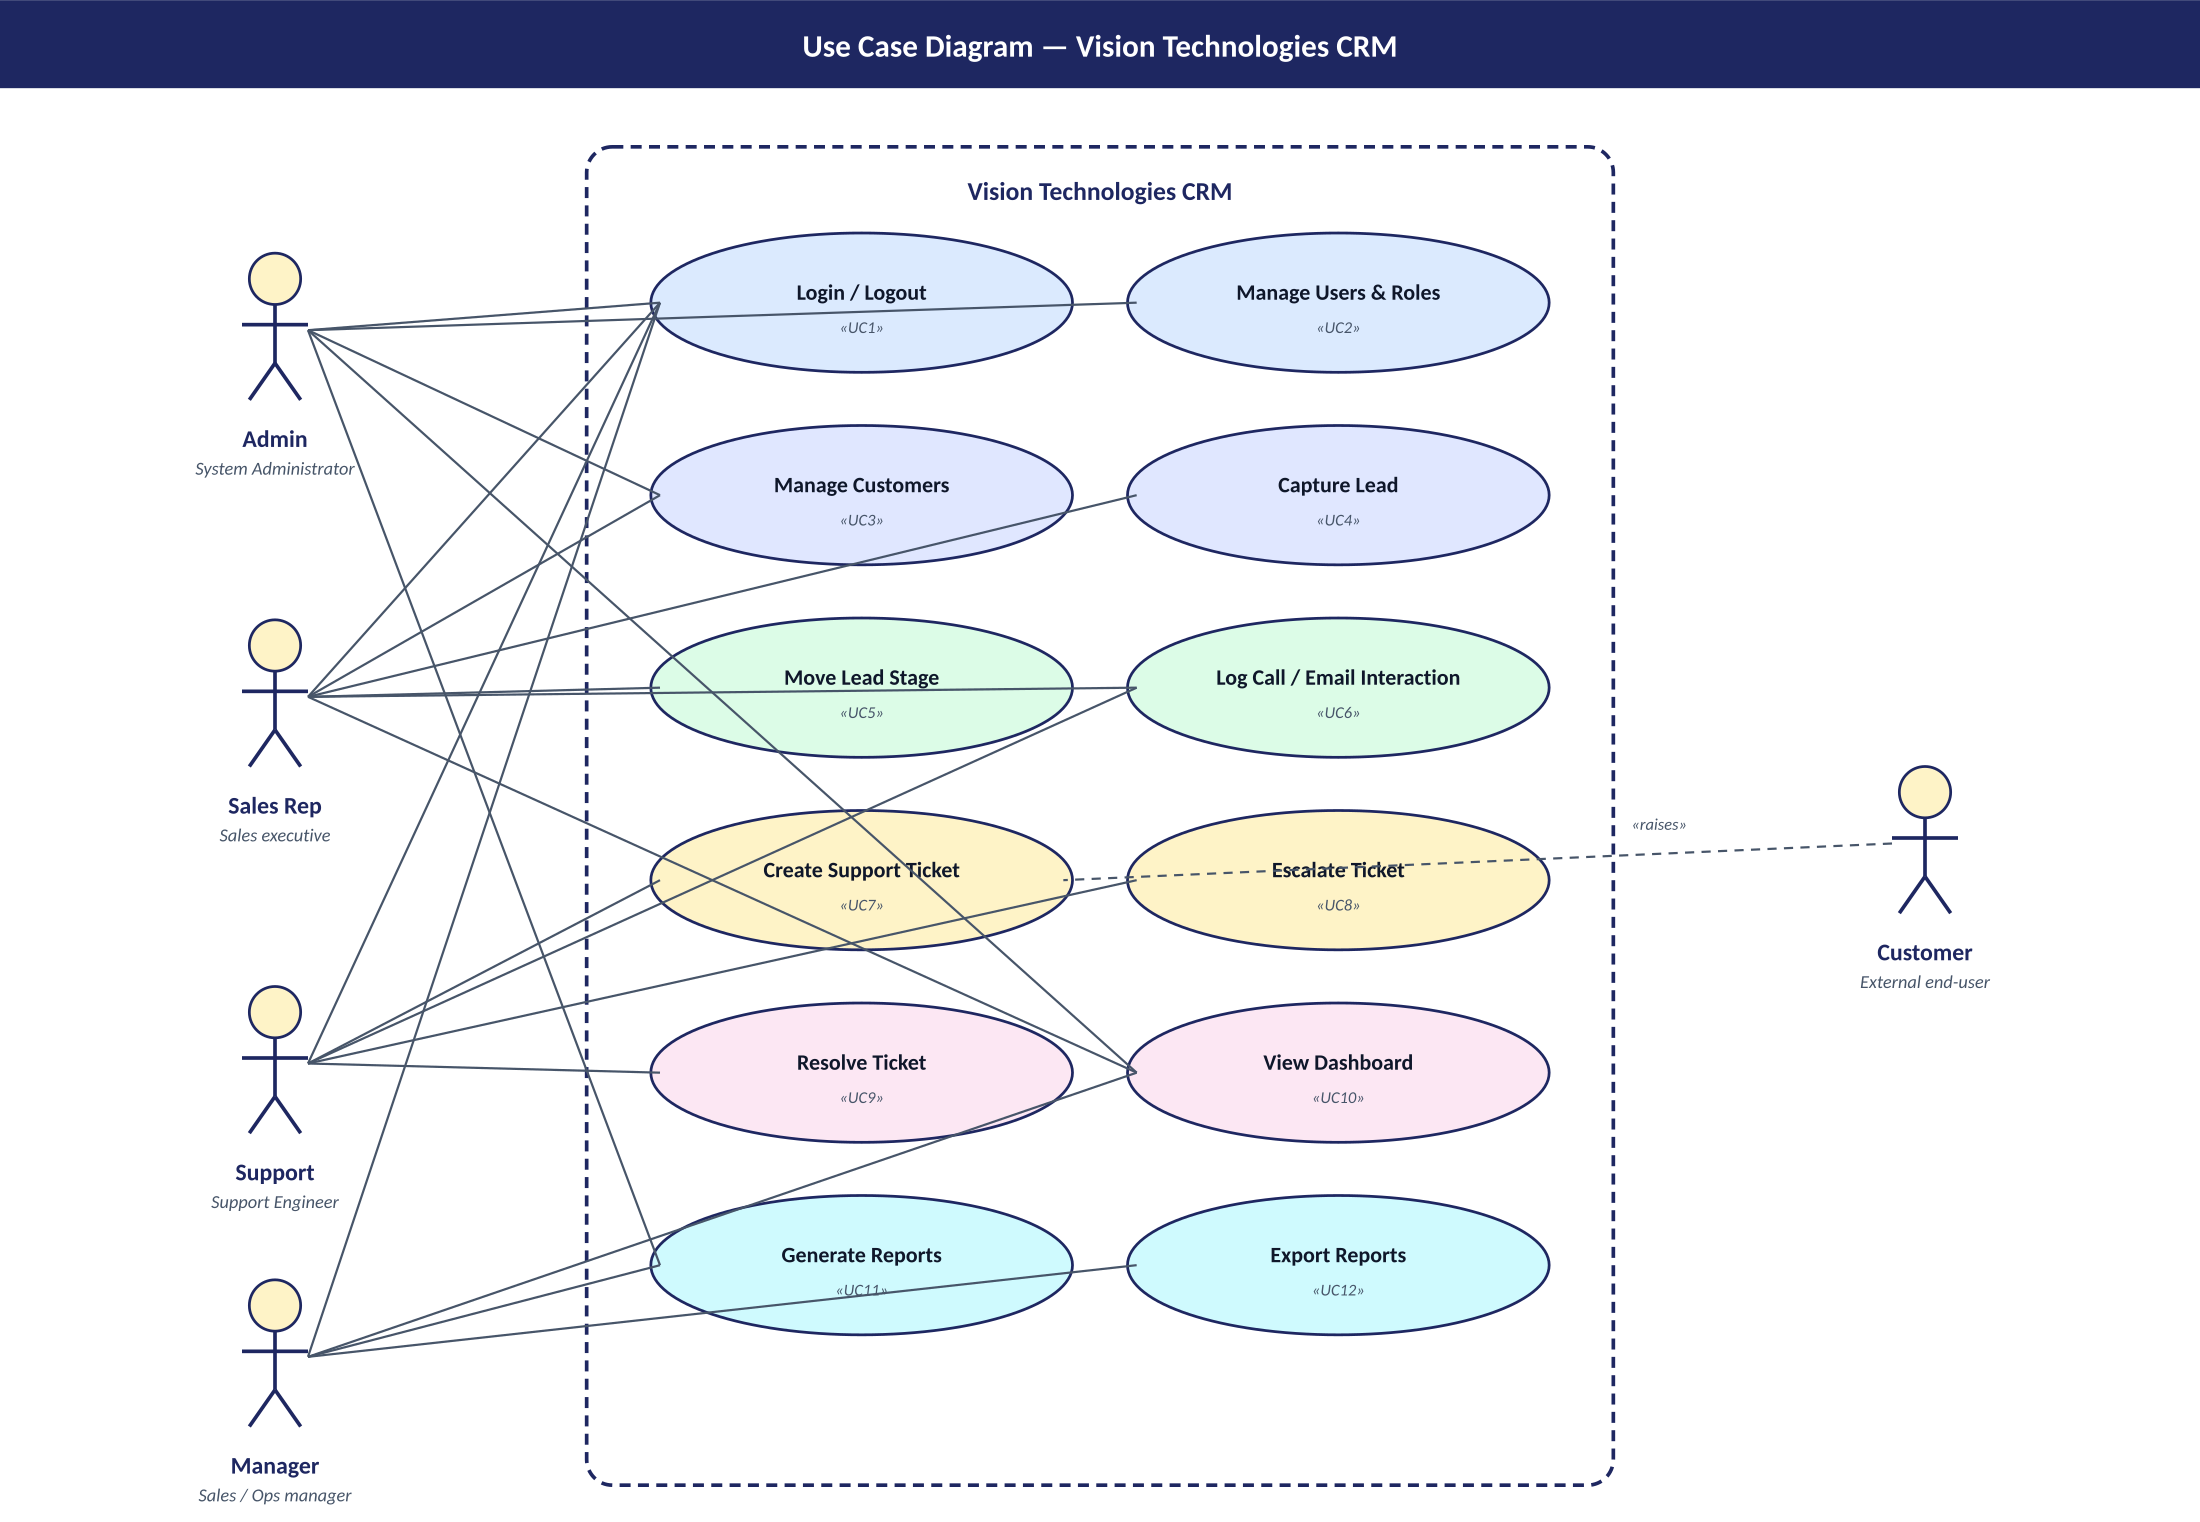 Use Case Diagram — Vision Technologies CRM
Vision Technologies CRM
Login / Logout
«UC1»
Manage Users & Roles
«UC2»
Admin
System Administrator
Manage Customers
«UC3»
Capture Lead
«UC4»
Move Lead Stage
«UC5»
Log Call / Email Interaction
«UC6»
Sales Rep
Sales executive
«raises»
Create Support Ticket
«UC7»
Escalate Ticket
«UC8»
Customer
External end-user
Resolve Ticket
«UC9»
View Dashboard
«UC10»
Support
Support Engineer
Generate Reports
«UC11»
Export Reports
«UC12»
Manager
Sales / Ops manager